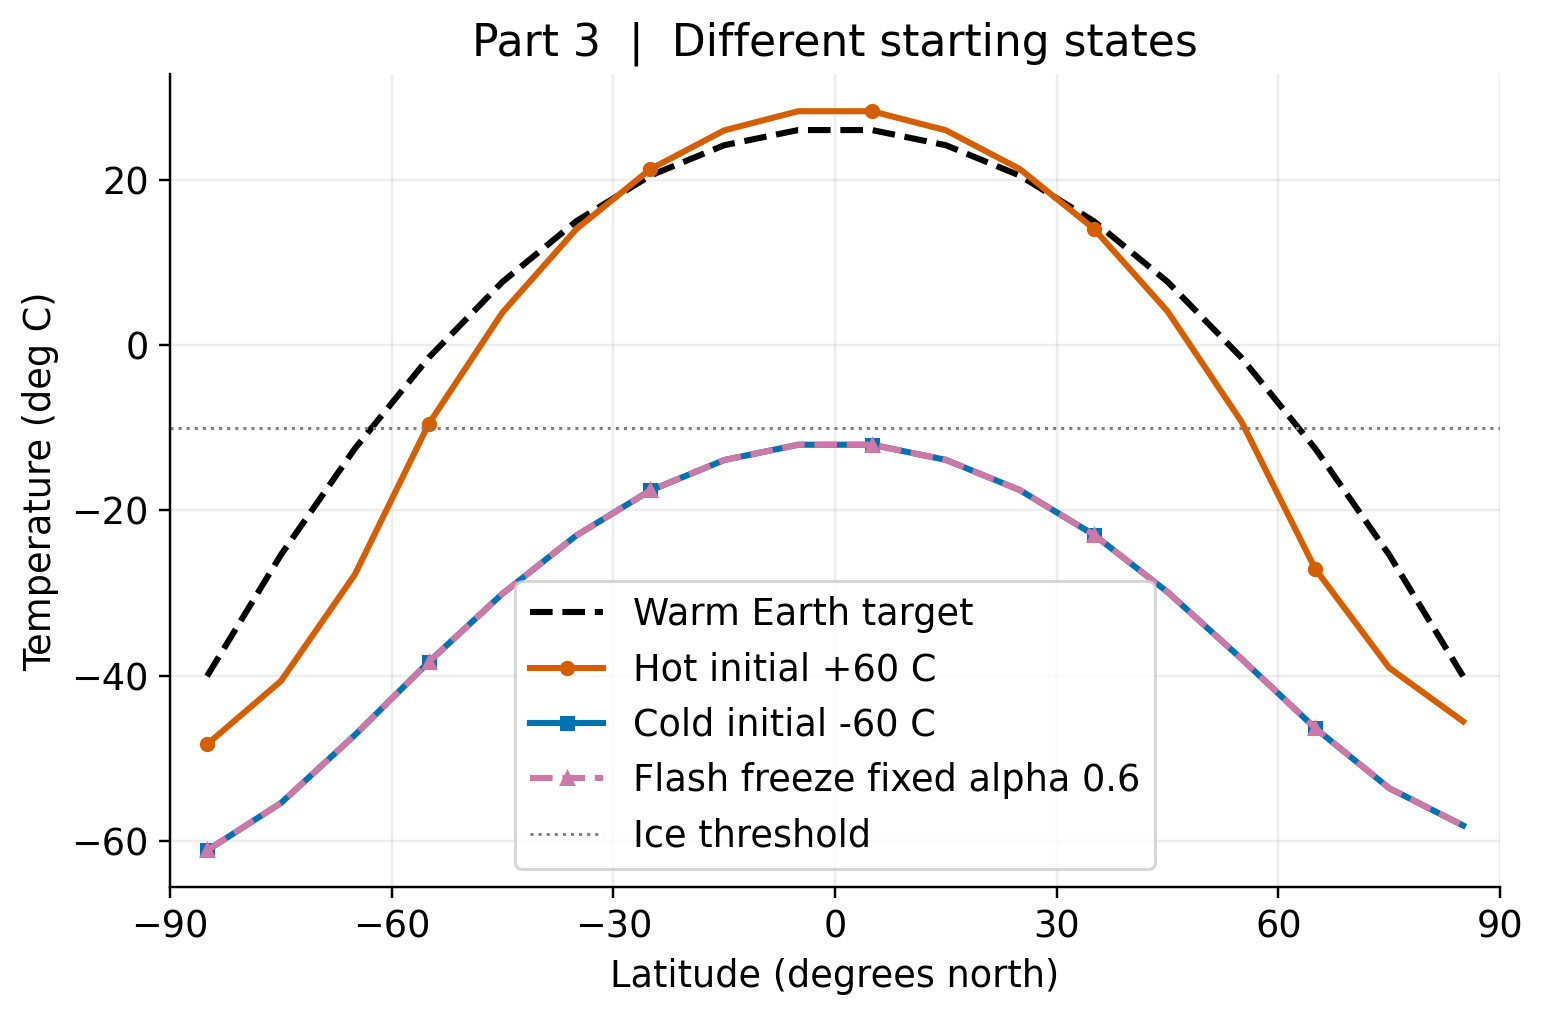 Part 3 | Different starting states
Temperature (deg C)
20
0
−20
−40
−60
Warm Earth target
Hot initial +60 C
Cold initial -60 C
Flash freeze fixed alpha 0.6
Ice threshold
−90
−60
−30
0
30
60
90
Latitude (degrees north)